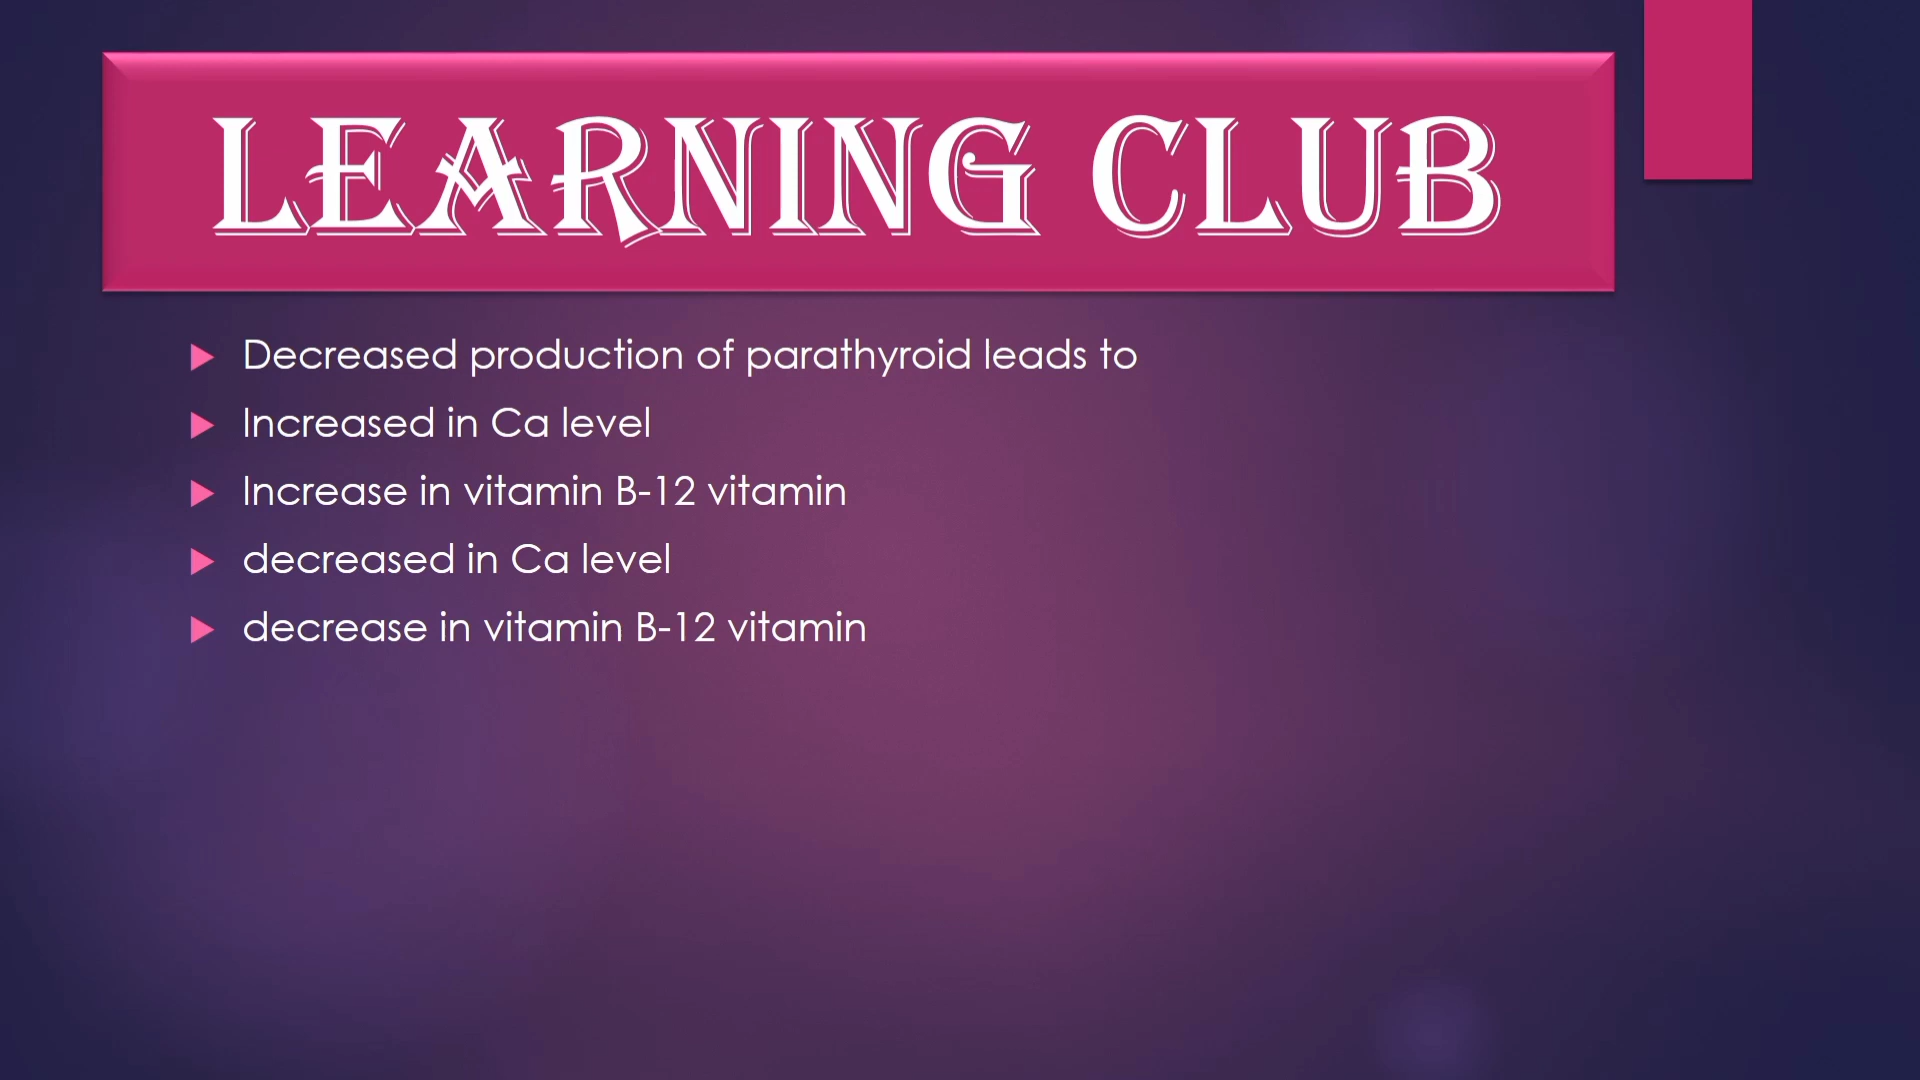 LEARNING CLUB
Decreased production of parathyroid leads to
Increased in Ca level
Increase in vitamin B-12 vitamin
decreased in Ca level
decrease in vitamin B-12 vitamin